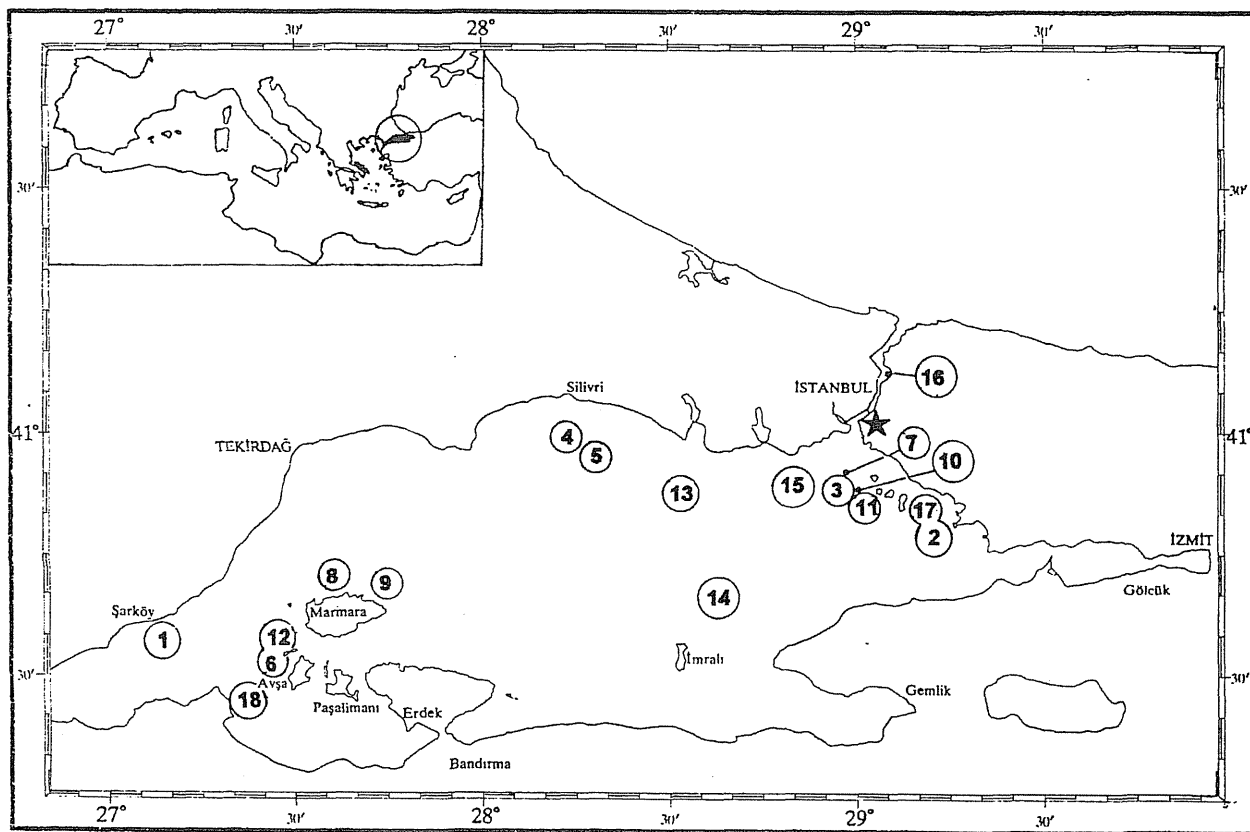 27° 30′ 28° 29° 30′
30′ 30′
Silivri
İSTANBUL
16
41° 41°
TEKİRDAĞ
4
5
7
10
13
15
3
11
17
2
İZMİT
Gölcük
8
9
14
Şarköy
Marmara
1
12
6
İmralı
30′ 30′
Avşa
18
Paşalimanı
Erdek
Gemlik
Bandırma
27° 30′ 28° 30′ 29° 30′